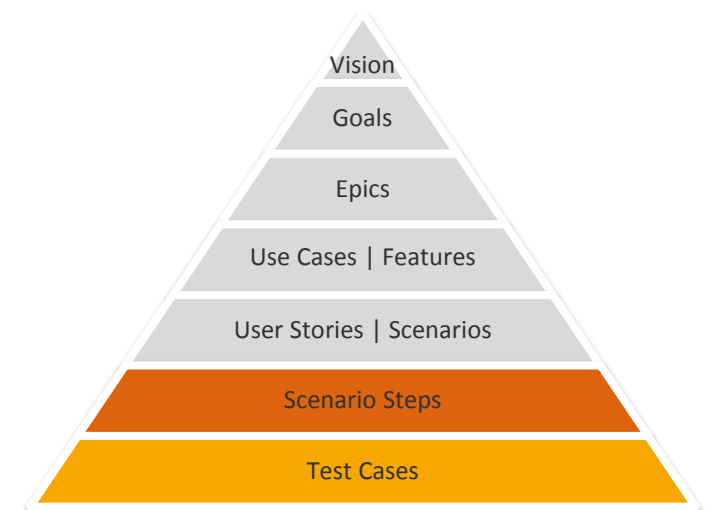 Vision
Goals
Epics
Use Cases | Features
User Stories | Scenarios
Scenario Steps
Test Cases